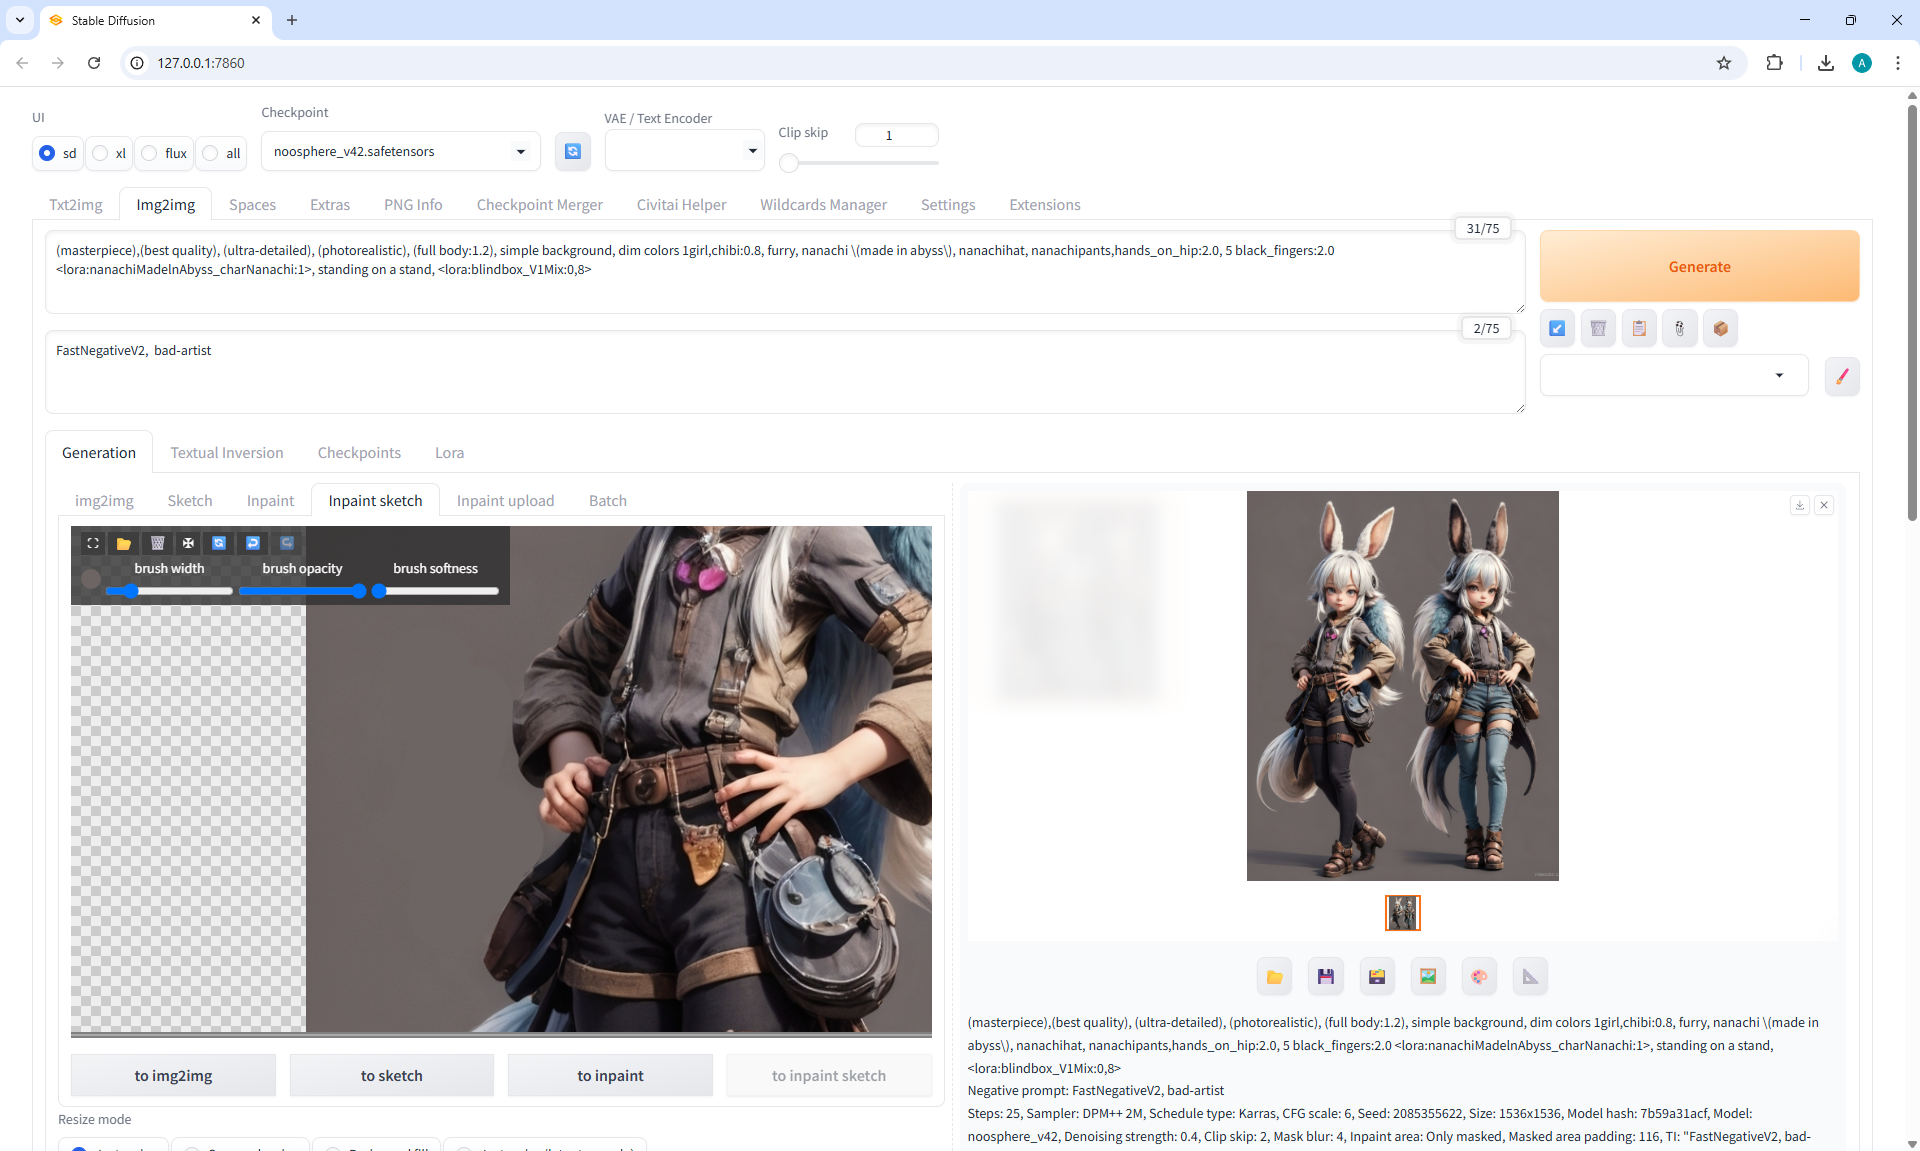 Stable Diffusion
127.0.0.1:7860
UI
sd
xl
flux
all
Checkpoint
noosphere_v42.safetensors
VAE / Text Encoder
Clip skip
1
Txt2img
Img2img
Spaces
Extras
PNG Info
Checkpoint Merger
Civitai Helper
Wildcards Manager
Settings
Extensions
31/75
(masterpiece),(best quality), (ultra-detailed), (photorealistic), (full body:1.2), simple background, dim colors 1girl,chibi:0.8, furry, nanachi \(made in abyss\), nanachihat, nanachipants,hands_on_hip:2.0, 5 black_fingers:2.0
<lora:nanachiMadeInAbyss_charNanachi:1>, standing on a stand, <lora:blindbox_V1Mix:0,8>
Generate
2/75
FastNegativeV2, bad-artist
Generation
Textual Inversion
Checkpoints
Lora
img2img
Sketch
Inpaint
Inpaint sketch
Inpaint upload
Batch
brush width
brush opacity
brush softness
to img2img
to sketch
to inpaint
to inpaint sketch
Resize mode
(masterpiece),(best quality), (ultra-detailed), (photorealistic), (full body:1.2), simple background, dim colors 1girl,chibi:0.8, furry, nanachi \(made in
abyss\), nanachihat, nanachipants,hands_on_hip:2.0, 5 black_fingers:2.0 <lora:nanachiMadeInAbyss_charNanachi:1>, standing on a stand,
<lora:blindbox_V1Mix:0,8>
Negative prompt: FastNegativeV2, bad-artist
Steps: 25, Sampler: DPM++ 2M, Schedule type: Karras, CFG scale: 6, Seed: 2085355622, Size: 1536x1536, Model hash: 7b59a31acf, Model:
noosphere_v42, Denoising strength: 0.4, Clip skip: 2, Mask blur: 4, Inpaint area: Only masked, Masked area padding: 116, TI: "FastNegativeV2, bad-
A